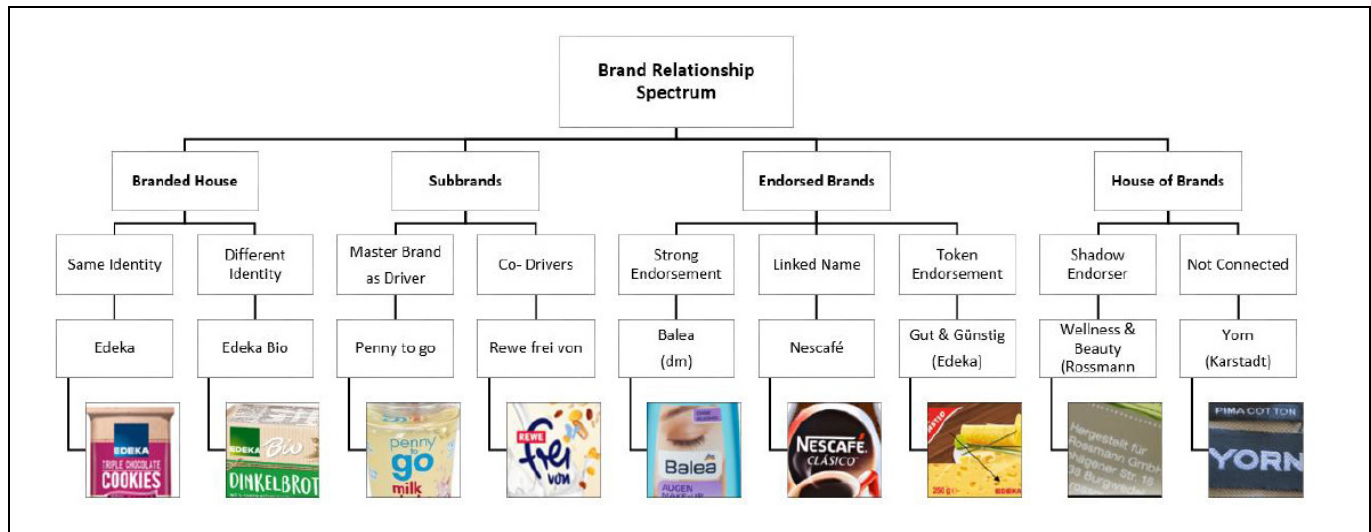 Brand Relationship
Spectrum
Branded House
Subbrands
Endorsed Brands
House of Brands
Same Identity
Different
Identity
Master Brand
as Driver
Co- Drivers
Strong
Endorsement
Linked Name
Token
Endorsement
Shadow
Endorser
Not Connected
Edeka
Edeka Bio
Penny to go
Rewe frei von
Balea
(dm)
Nescafé
Gut & Günstig
(Edeka)
Wellness &
Beauty
(Rossmann
Yorn
(Karstadt)
EDEKA
TRIPLE CHOCOLATE
COOKIES
Bio
DINKELBROT
penny
to
go
milk
REWE
frei
von
Balea
AUGEN
NESCAFÉ
CLÁSICO
250 g
EDEKA
Hergestellt für
Rossmann GmbH
Str. 16
Burgwedel
PIMA COTTON
YORN